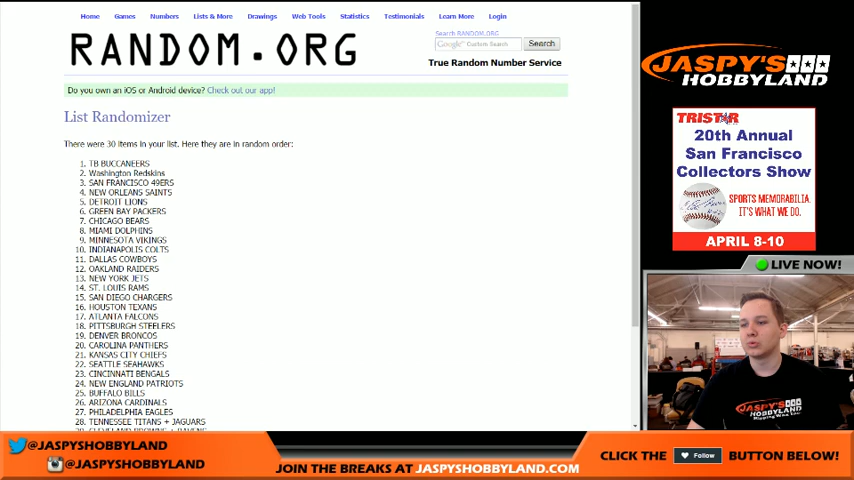 Home Games Numbers Lists & More Drawings Web Tools Statistics Testimonials Learn More Login
RANDOM.ORG
Search RANDOM.ORG
Google™ Custom Search Search
True Random Number Service
Do you own an iOS or Android device? Check out our app!
List Randomizer
There were 30 items in your list. Here they are in random order:
1. TB BUCCANEERS
2. Washington Redskins
3. SAN FRANCISCO 49ERS
4. NEW ORLEANS SAINTS
5. DETROIT LIONS
6. GREEN BAY PACKERS
7. CHICAGO BEARS
8. MIAMI DOLPHINS
9. MINNESOTA VIKINGS
10. INDIANAPOLIS COLTS
11. DALLAS COWBOYS
12. OAKLAND RAIDERS
13. NEW YORK JETS
14. ST. LOUIS RAMS
15. SAN DIEGO CHARGERS
16. HOUSTON TEXANS
17. ATLANTA FALCONS
18. PITTSBURGH STEELERS
19. DENVER BRONCOS
20. CAROLINA PANTHERS
21. KANSAS CITY CHIEFS
22. SEATTLE SEAHAWKS
23. CINCINNATI BENGALS
24. NEW ENGLAND PATRIOTS
25. BUFFALO BILLS
26. ARIZONA CARDINALS
27. PHILADELPHIA EAGLES
28. TENNESSEE TITANS + JAGUARS
JASPY'S
HOBBYLAND
TRISTAR
20th Annual
San Francisco
Collectors Show
SPORTS MEMORABILIA.
IT'S WHAT WE DO.
APRIL 8-10
LIVE NOW!
JASPY'S
HOBBYLAND
@JASPYSHOBBYLAND
@JASPYSHOBBYLAND
JOIN THE BREAKS AT JASPYSHOBBYLAND.COM
CLICK THE Follow BUTTON BELOW!